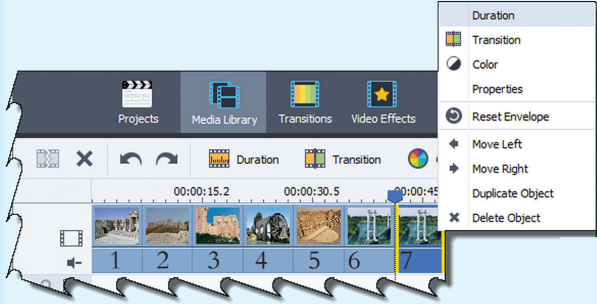 Duration
Transition
Color
Properties
Reset Envelope
Move Left
Move Right
Duplicate Object
Delete Object
Projects
Media Library
Transitions
Video Effects
Duration
Transition
00:00:15.2
00:00:30.5
00:00:45
1 2 3 4 5 6 7